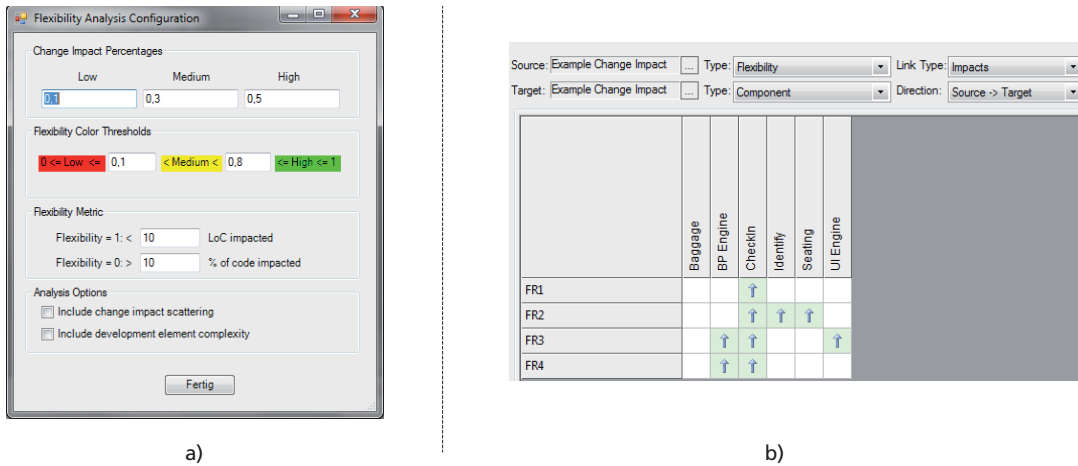 Flexibility Analysis Configuration
Change Impact Percentages
Low Medium High
0,1 0,3 0,5
Flexibility Color Thresholds
0 <= Low <= 0,1 < Medium < 0,8 <= High <= 1
Flexibility Metric
Flexibility = 1: < 10 LoC impacted
Flexibility = 0: > 10 % of code impacted
Analysis Options
Include change impact scattering
Include development element complexity
Fertig
a)
Source: Example Change Impact ... Type: Flexibility Link Type: Impacts
Target: Example Change Impact ... Type: Component Direction: Source -> Target
Baggage
BP Engine
CheckIn
Identify
Seating
UI Engine
FR1
FR2
FR3
FR4
b)